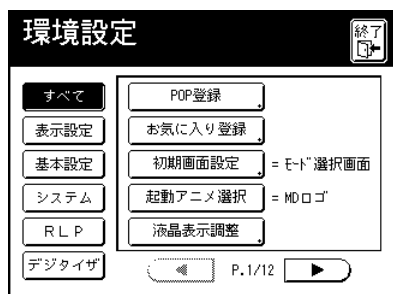 環境設定
終了
すべて
表示設定
基本設定
システム
RLP
デジタイザ
POP登録
お気に入り登録
初期画面設定 = モード選択画面
起動アニメ選択 = MDロゴ
液晶表示調整
P.1/12